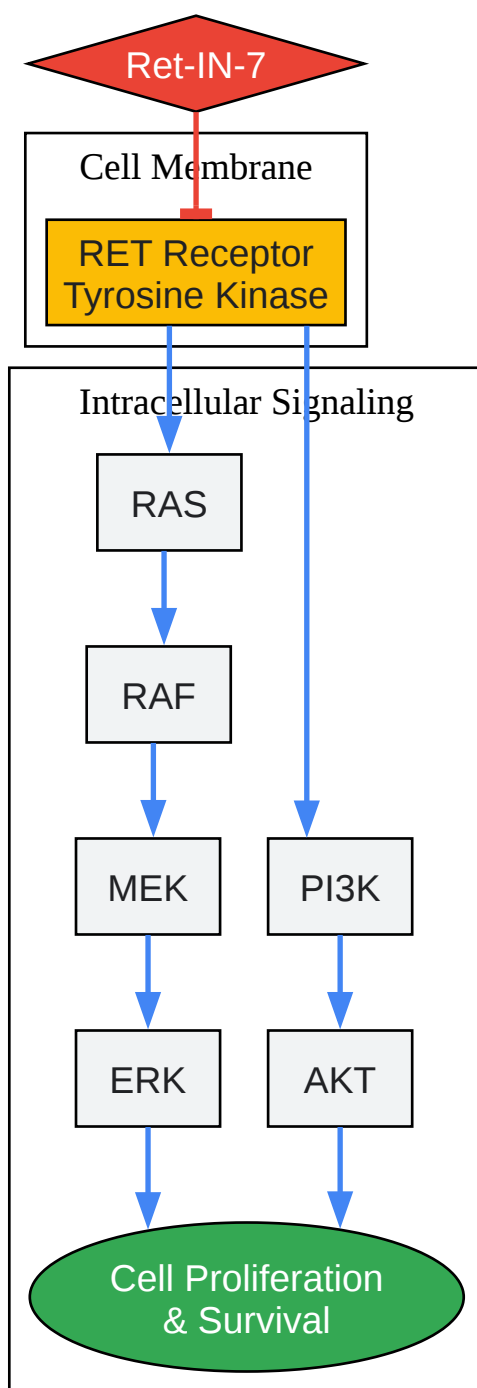 Ret-IN-7
Cell Membrane
RET Receptor
Tyrosine Kinase
Intracellular Signaling
RAS
RAF
MEK
PI3K
ERK
AKT
Cell Proliferation
& Survival